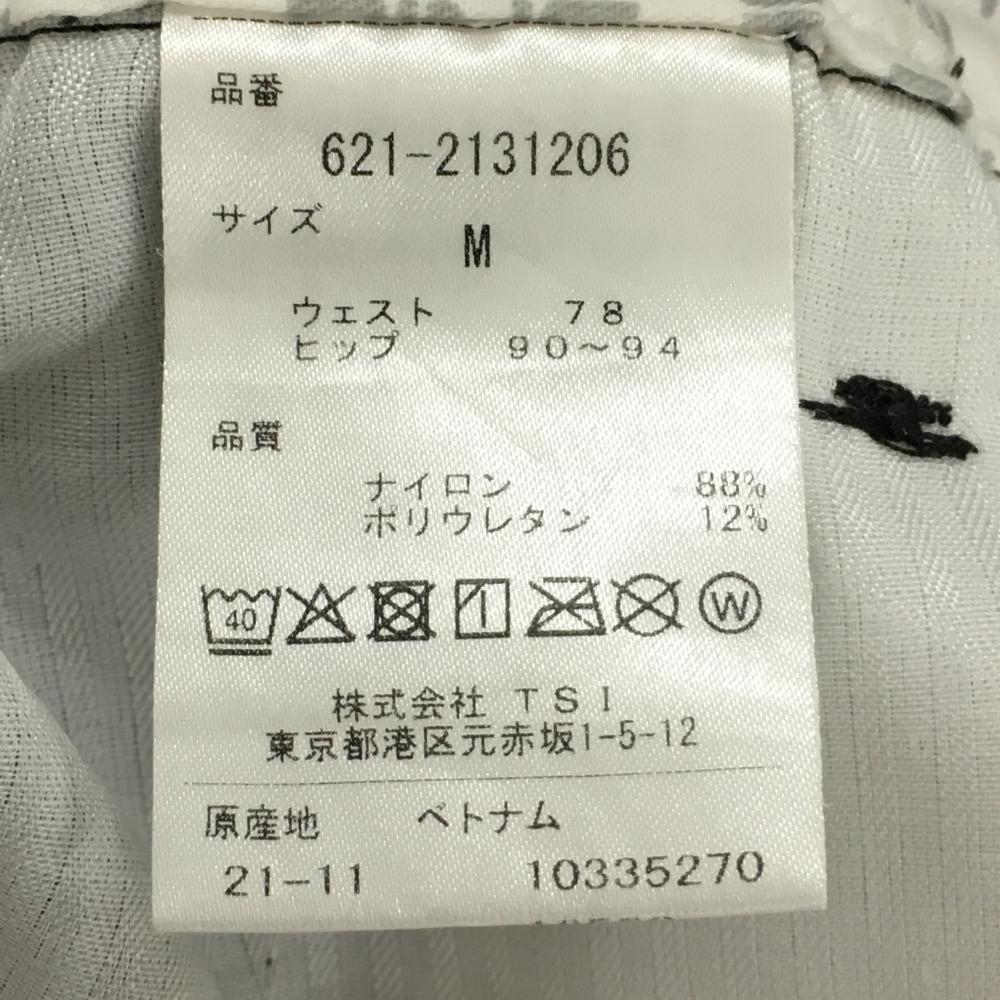 品番
621-2131206
サイズ
M
ウェスト 78
ヒップ 90～94
品質
ナイロン 88%
ポリウレタン 12%
40 W
株式会社 TSI
東京都港区元赤坂1-5-12
原産地 ベトナム
21-11 10335270